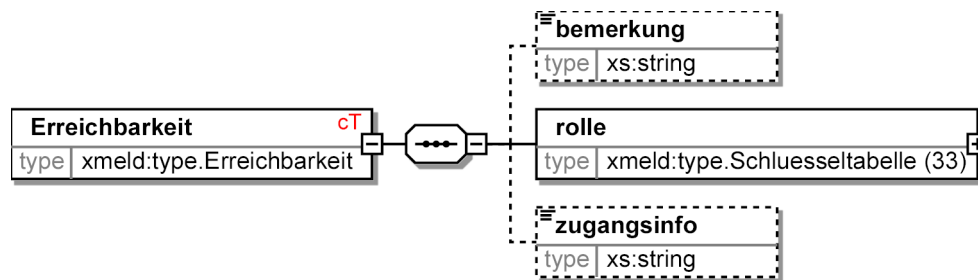 bemerkung
type xs:string
Erreichbarkeit cT
type xmeld:type.Erreichbarkeit
rolle
type xmeld:type.Schluesseltabelle (33)
zugangsinfo
type xs:string